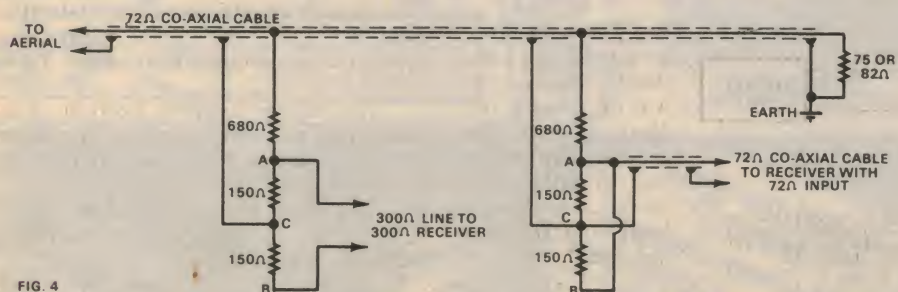 72Ω CO-AXIAL CABLE
TO
AERIAL
680Ω
A
150Ω
C
150Ω
B
300Ω LINE TO
300Ω RECEIVER
680Ω
A
150Ω
C
150Ω
B
75 OR
82Ω
EARTH
72Ω CO-AXIAL CABLE
TO RECEIVER WITH
72Ω INPUT
FIG. 4